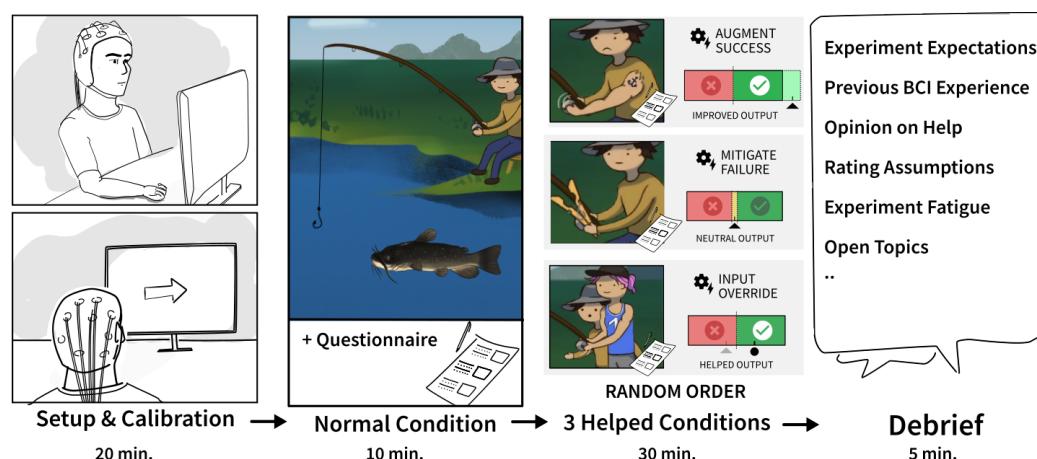 AUGMENT
SUCCESS
IMPROVED OUTPUT
MITIGATE
FAILURE
NEUTRAL OUTPUT
INPUT
OVERRIDE
HELPED OUTPUT
+ Questionnaire
RANDOM ORDER
Experiment Expectations
Previous BCI Experience
Opinion on Help
Rating Assumptions
Experiment Fatigue
Open Topics
..
Setup & Calibration
Normal Condition
3 Helped Conditions
Debrief
20 min.
10 min.
30 min.
5 min.